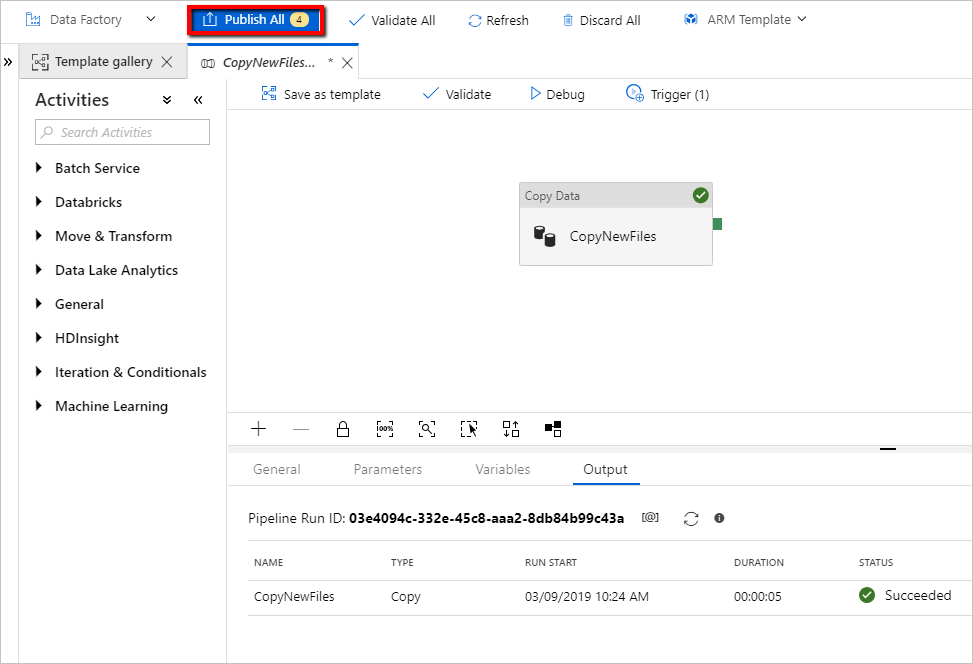 Data Factory
Publish All 4
Validate All
Refresh
Discard All
ARM Template
» Template gallery
CopyNewFiles... *
Activities
Search Activities
Batch Service
Databricks
Move & Transform
Data Lake Analytics
General
HDInsight
Iteration & Conditionals
Machine Learning
Save as template
Validate
Debug
Trigger (1)
Copy Data
CopyNewFiles
100%
General
Parameters
Variables
Output
Pipeline Run ID: 03e4094c-332e-45c8-aaa2-8db84b99c43a [@]
NAME TYPE RUN START DURATION STATUS
CopyNewFiles Copy 03/09/2019 10:24 AM 00:00:05 Succeeded